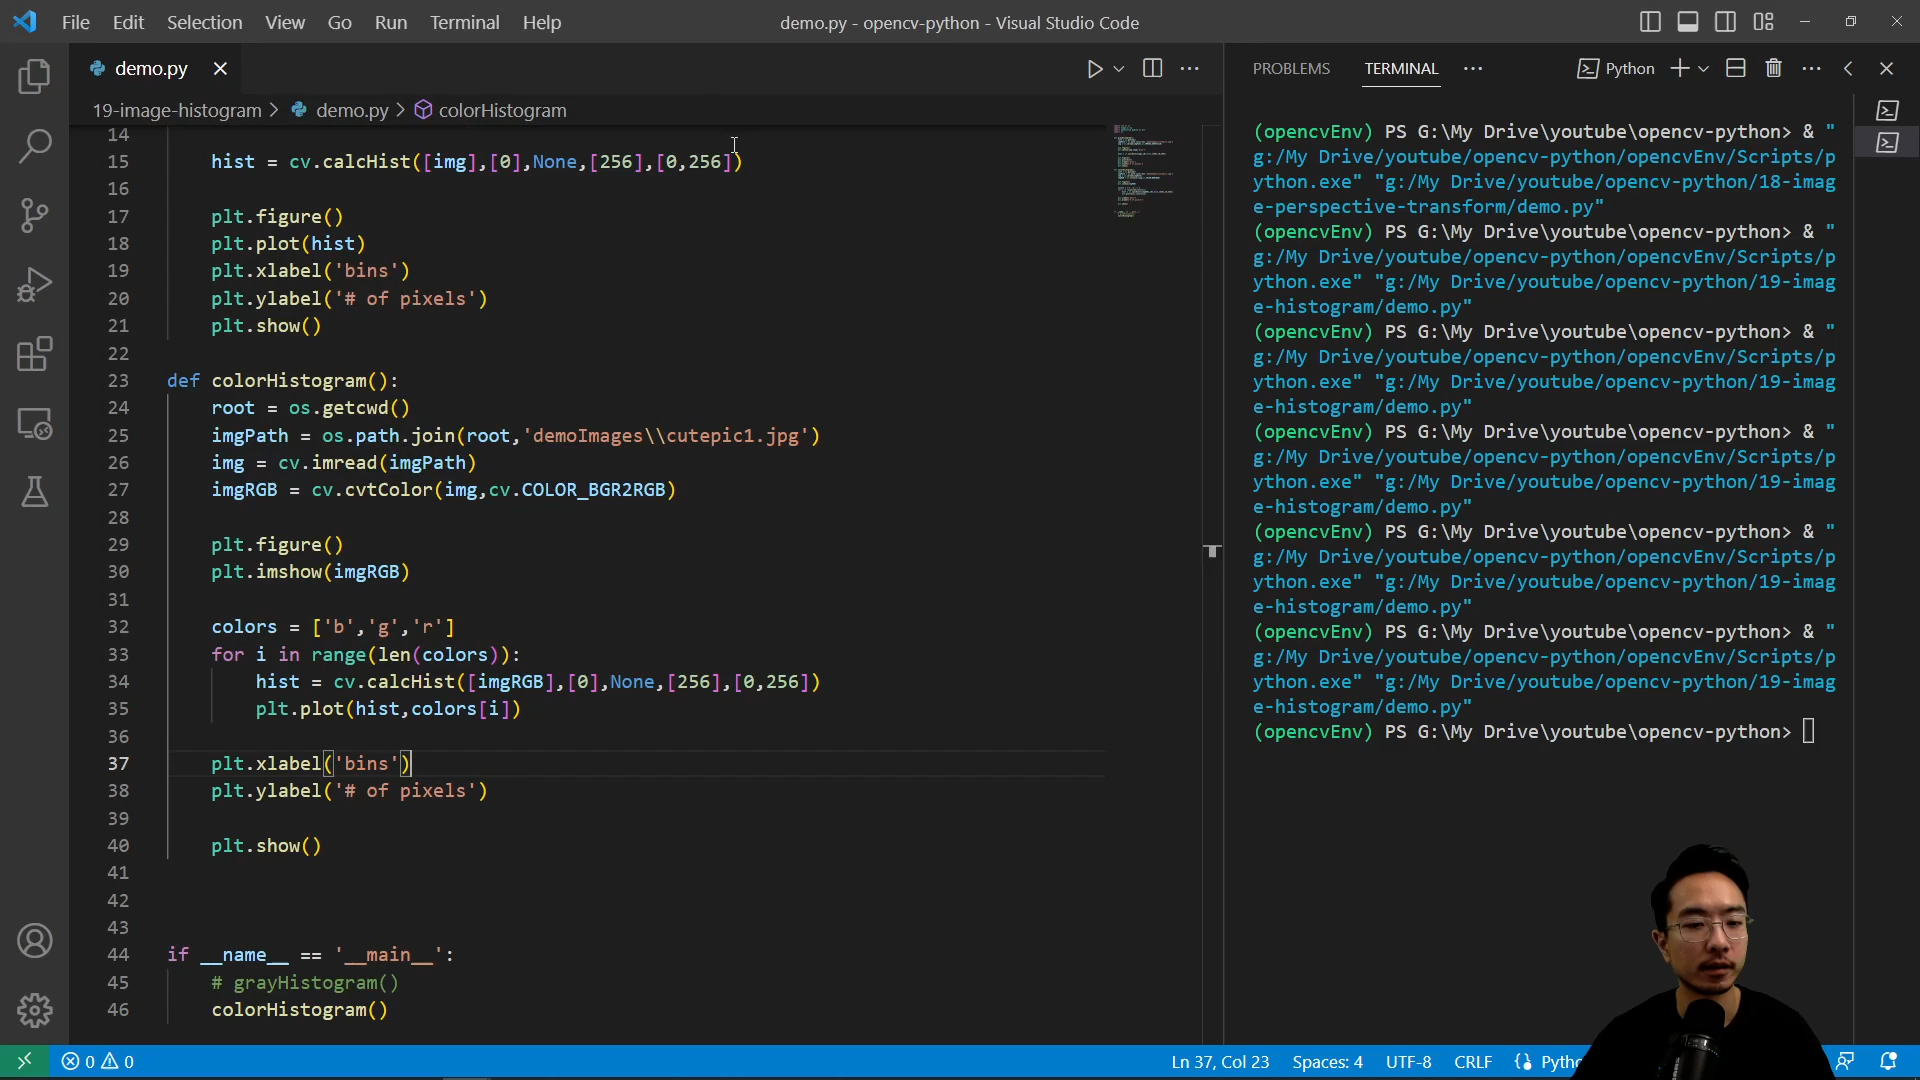 File Edit Selection View Go Run Terminal Help
demo.py - opencv-python - Visual Studio Code
demo.py
19-image-histogram > demo.py > colorHistogram
14
15 hist = cv.calcHist([img],[0],None,[256],[0,256])
16
17 plt.figure()
18 plt.plot(hist)
19 plt.xlabel('bins')
20 plt.ylabel('# of pixels')
21 plt.show()
22
23 def colorHistogram():
24 root = os.getcwd()
25 imgPath = os.path.join(root,'demoImages\\cutepic1.jpg')
26 img = cv.imread(imgPath)
27 imgRGB = cv.cvtColor(img,cv.COLOR_BGR2RGB)
28
29 plt.figure()
30 plt.imshow(imgRGB)
31
32 colors = ['b','g','r']
33 for i in range(len(colors)):
34 hist = cv.calcHist([imgRGB],[0],None,[256],[0,256])
35 plt.plot(hist,colors[i])
36
37 plt.xlabel('bins')
38 plt.ylabel('# of pixels')
39
40 plt.show()
41
42
43
44 if __name__ == '__main__':
45 # grayHistogram()
46 colorHistogram()
PROBLEMS TERMINAL Python
(opencvEnv) PS G:\My Drive\youtube\opencv-python> & "
g:/My Drive/youtube/opencv-python/opencvEnv/Scripts/p
ython.exe" "g:/My Drive/youtube/opencv-python/18-imag
e-perspective-transform/demo.py"
(opencvEnv) PS G:\My Drive\youtube\opencv-python> & "
g:/My Drive/youtube/opencv-python/opencvEnv/Scripts/p
ython.exe" "g:/My Drive/youtube/opencv-python/19-imag
e-histogram/demo.py"
(opencvEnv) PS G:\My Drive\youtube\opencv-python> & "
g:/My Drive/youtube/opencv-python/opencvEnv/Scripts/p
ython.exe" "g:/My Drive/youtube/opencv-python/19-imag
e-histogram/demo.py"
(opencvEnv) PS G:\My Drive\youtube\opencv-python> & "
g:/My Drive/youtube/opencv-python/opencvEnv/Scripts/p
ython.exe" "g:/My Drive/youtube/opencv-python/19-imag
e-histogram/demo.py"
(opencvEnv) PS G:\My Drive\youtube\opencv-python> & "
g:/My Drive/youtube/opencv-python/opencvEnv/Scripts/p
ython.exe" "g:/My Drive/youtube/opencv-python/19-imag
e-histogram/demo.py"
(opencvEnv) PS G:\My Drive\youtube\opencv-python> & "
g:/My Drive/youtube/opencv-python/opencvEnv/Scripts/p
ython.exe" "g:/My Drive/youtube/opencv-python/19-imag
e-histogram/demo.py"
(opencvEnv) PS G:\My Drive\youtube\opencv-python>
0 0 Ln 37, Col 23 Spaces: 4 UTF-8 CRLF